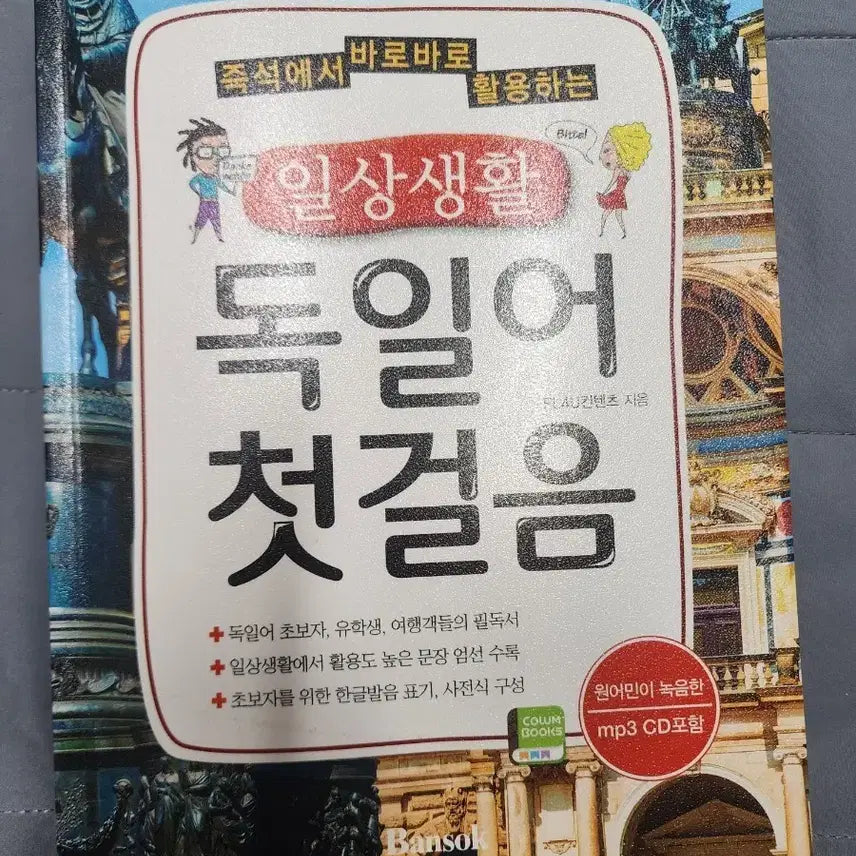 즉석에서 바로바로 활용하는
Bitte!
일상생활
독일어
FL4U컨텐츠 지음
첫걸음
+ 독일어 초보자, 유학생, 여행객들의 필독서
+ 일상생활에서 활용도 높은 문장 엄선 수록
+ 초보자를 위한 한글발음 표기, 사전식 구성
COLUM
BOOKS
원어민이 녹음한
mp3 CD포함
Bansok